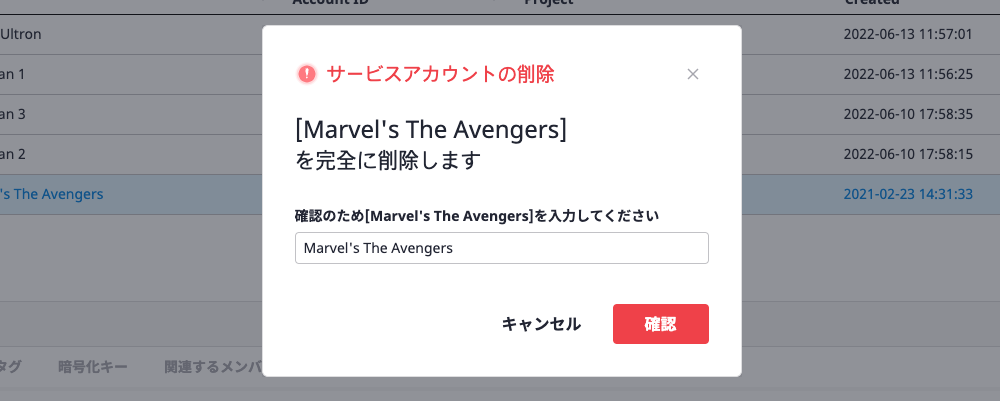 Account ID Project Created
Ultron 2022-06-13 11:57:01
an 1 2022-06-13 11:56:25
an 3 2022-06-10 17:58:35
an 2 2022-06-10 17:58:15
's The Avengers 2021-02-23 14:31:33
サービスアカウントの削除
[Marvel's The Avengers]
を完全に削除します
確認のため[Marvel's The Avengers]を入力してください
Marvel's The Avengers
キャンセル 確認
タグ 暗号化キー 関連するメンバ